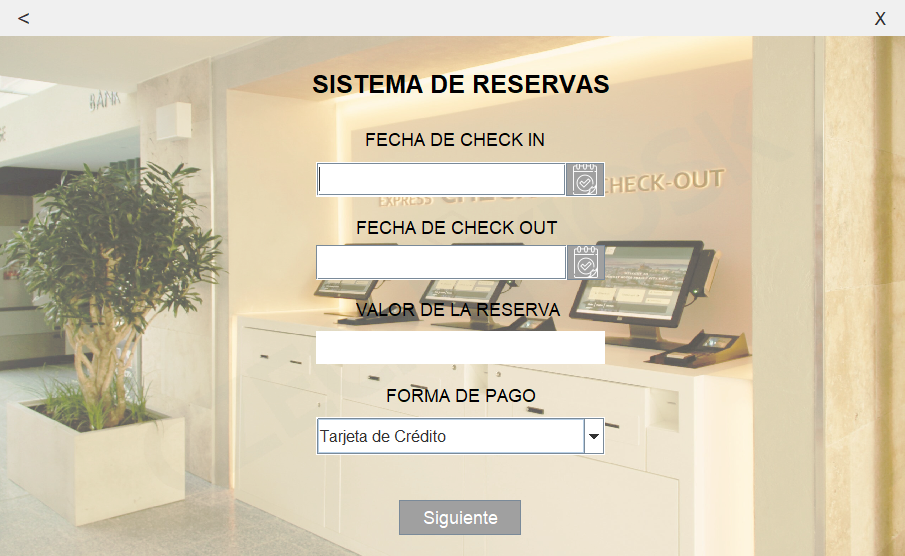 < X
SISTEMA DE RESERVAS
BANK
FECHA DE CHECK IN
EXPRESS CHECK-OUT
FECHA DE CHECK OUT
VALOR DE LA RESERVA
FORMA DE PAGO
Tarjeta de Crédito
Siguiente